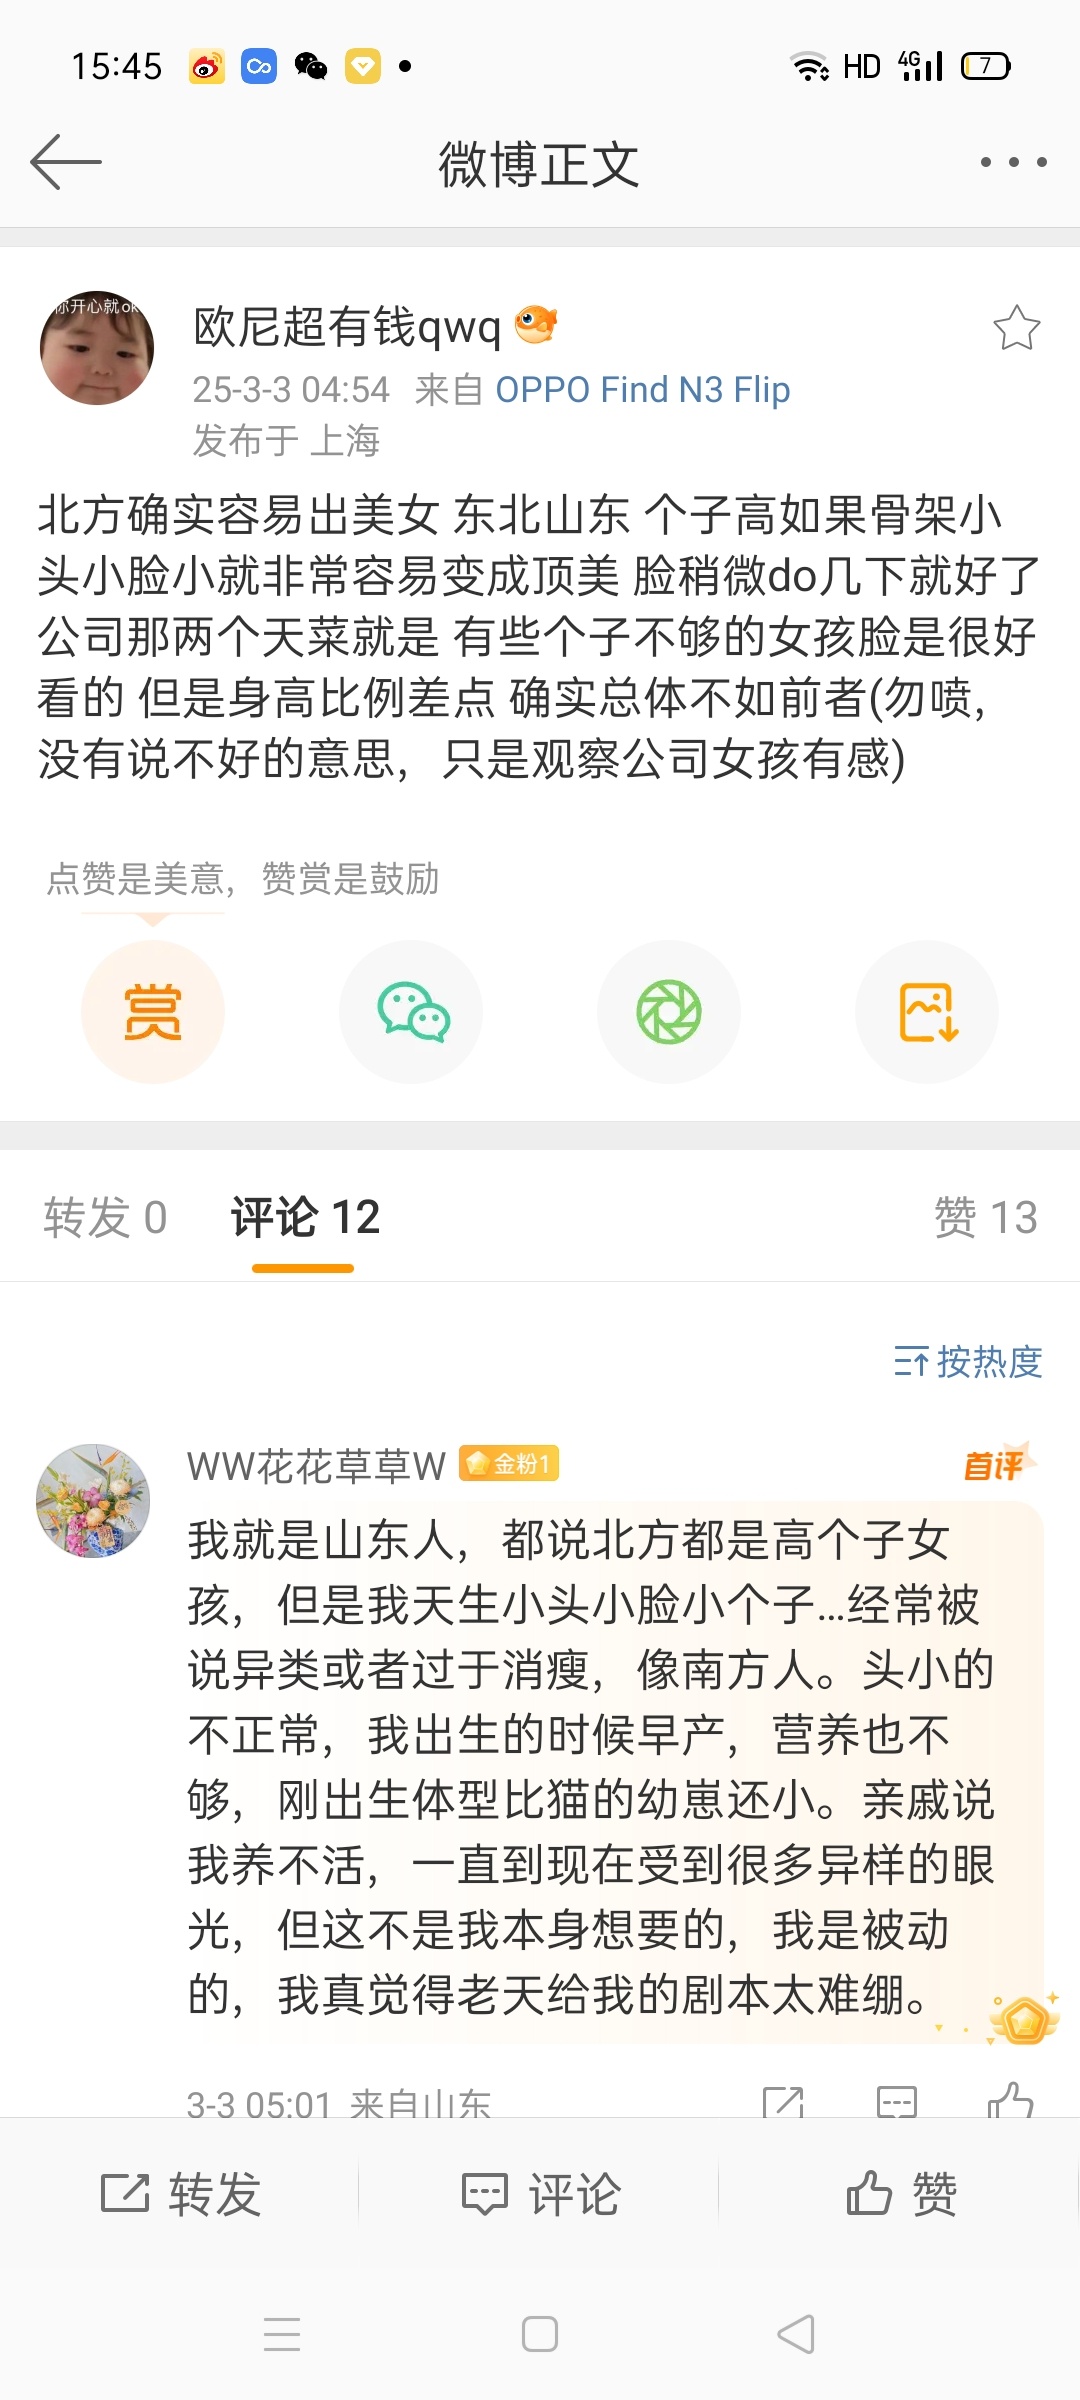 15:45
HD 4G 7
微博正文
你开心就ok
欧尼超有钱qwq
25-3-3 04:54 来自 OPPO Find N3 Flip
发布于 上海
北方确实容易出美女 东北山东 个子高如果骨架小
头小脸小就非常容易变成顶美 脸稍微do几下就好了
公司那两个天菜就是 有些个子不够的女孩脸是很好
看的 但是身高比例差点 确实总体不如前者(勿喷，
没有说不好的意思，只是观察公司女孩有感)
点赞是美意，赞赏是鼓励
赏
转发 0 评论 12 赞 13
按热度
WW花花草草W 金粉1 首评
我就是山东人，都说北方都是高个子女
孩，但是我天生小头小脸小个子...经常被
说异类或者过于消瘦，像南方人。头小的
不正常，我出生的时候早产，营养也不
够，刚出生体型比猫的幼崽还小。亲戚说
我养不活，一直到现在受到很多异样的眼
光，但这不是我本身想要的，我是被动
的，我真觉得老天给我的剧本太难绷。
3-3 05:01 来自山东
转发 评论 赞